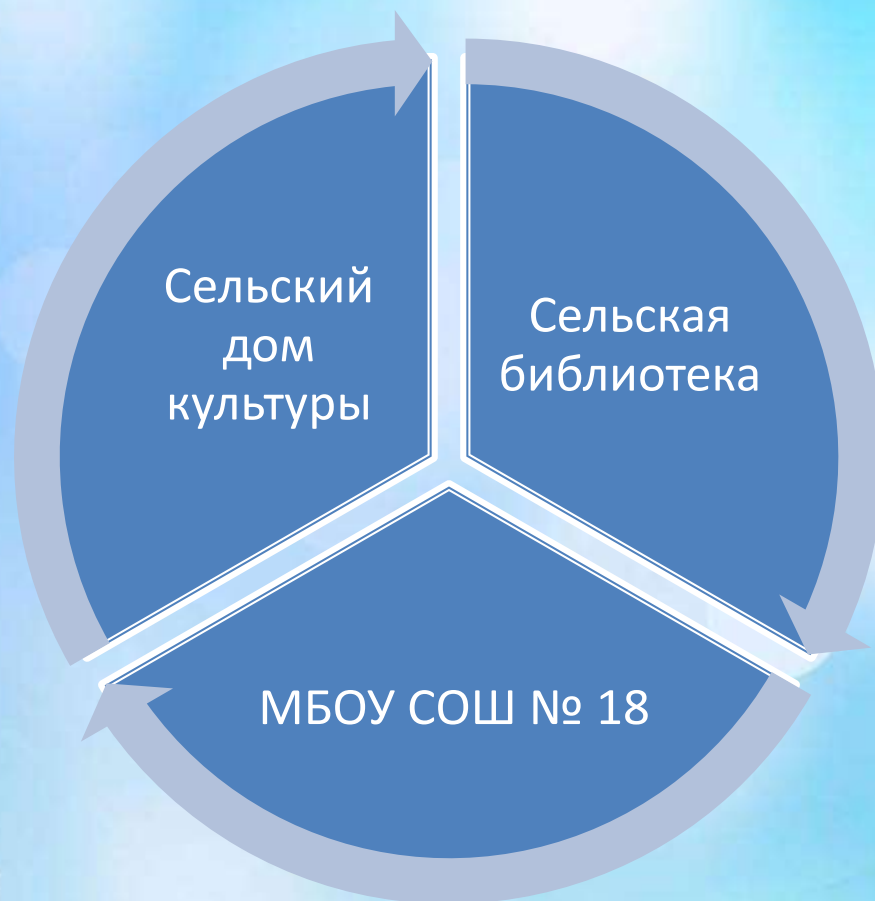 Сельский
дом
культуры
Сельская
библиотека
МБОУ СОШ № 18